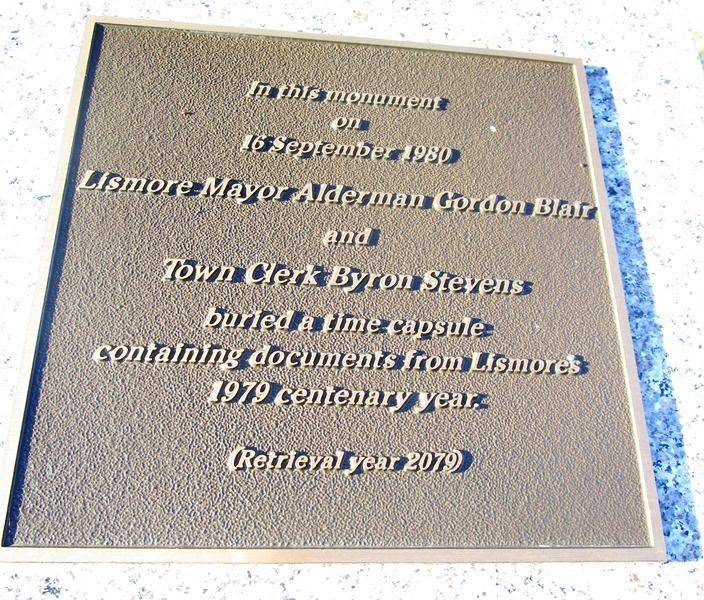 In this monument
on
16 September 1980
Lismore Mayor Alderman Gordon Blair
and
Town Clerk Byron Stevens
buried a time capsule
containing documents from Lismore's
1979 centenary year.
(Retrieval year 2079)